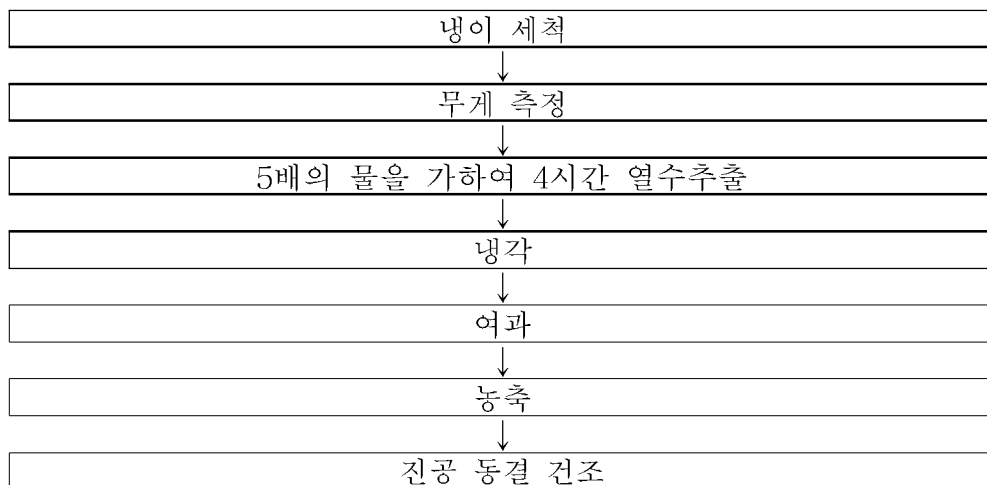 냉이 세척
무게 측정
5배의 물을 가하여 4시간 열수추출
냉각
여과
농축
진공 동결 건조